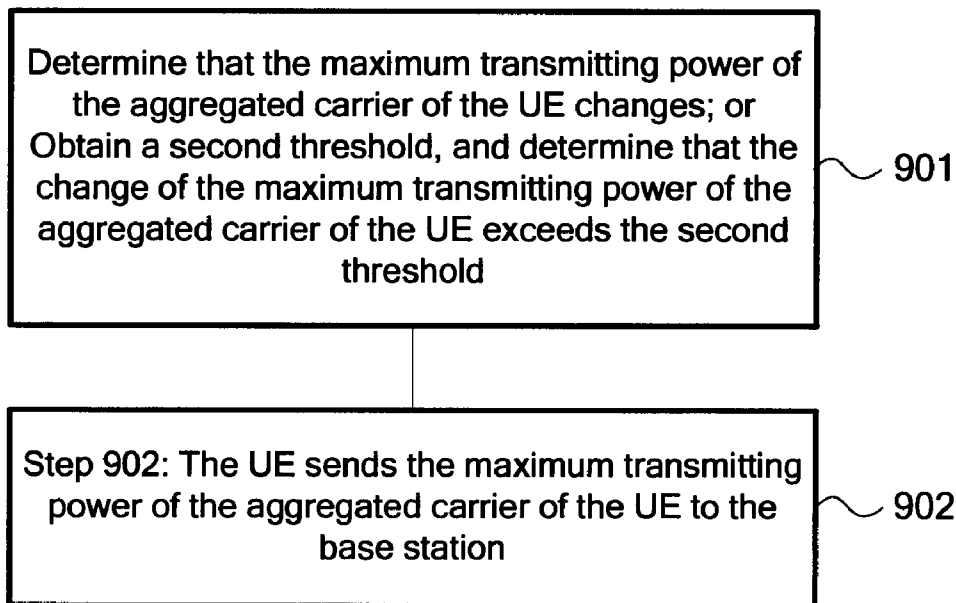 Determine that the maximum transmitting power of
the aggregated carrier of the UE changes; or
Obtain a second threshold, and determine that the
change of the maximum transmitting power of the
aggregated carrier of the UE exceeds the second
threshold
901
Step 902: The UE sends the maximum transmitting
power of the aggregated carrier of the UE to the
base station
902